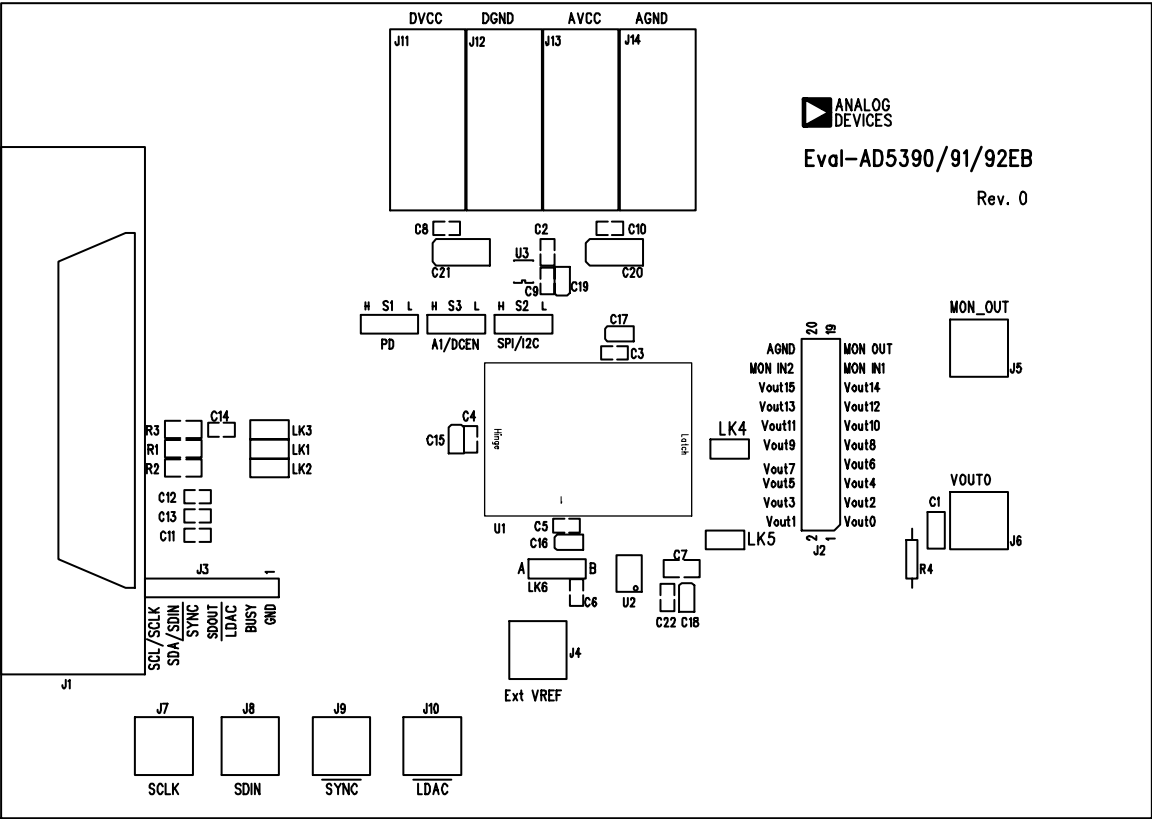 DVCC DGND AVCC AGND
J11 J12 J13 J14
ANALOG
DEVICES
Eval-AD5390/91/92EB
Rev. 0
C8 C2 C10
U3
C21 C20
C9 C19
H S1 L H S3 L H S2 L
PD A1/DCEN SPI/I2C
C17
C3
20 19
MON_OUT
J5
AGND MON OUT
MON IN2 MON IN1
Vout15 Vout14
Vout13 Vout12
Vout11 Vout10
Vout9 Vout8
Vout7 Vout6
Vout5 Vout4
Vout3 Vout2
Vout1 Vout0
2 1
J2
C14
R3 LK3
R1 LK1
R2 LK2
C4
C15
Hinge
Latch
LK4
C12
C13
C11
1
U1
C5
C16
LK5
VOUT0
C1
J6
R4
A B
LK6
C6
U2
C7
C22 C18
J3
1
SCL/SCLK
SDA/SDIN
SYNC
SDOUT
LDAC
BUSY
GND
J4
Ext VREF
J1
J7 J8 J9 J10
SCLK SDIN SYNC LDAC